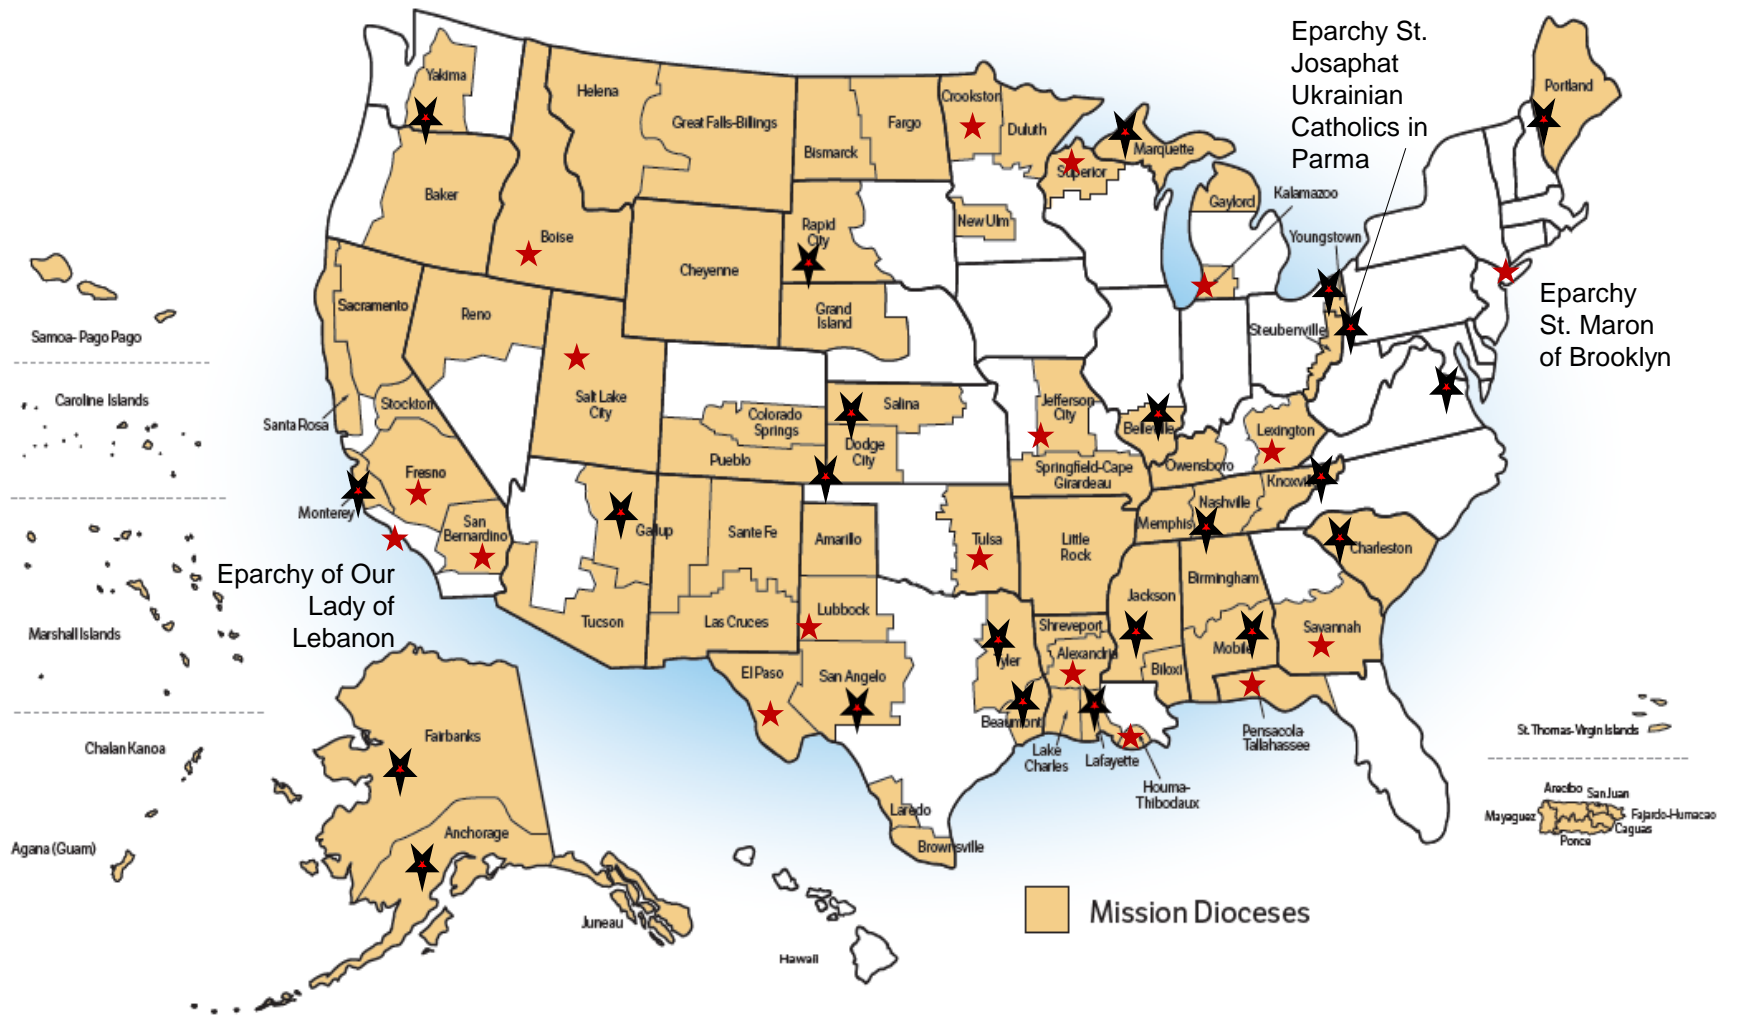 Eparchy St.
Josaphat
Ukrainian
Catholics in
Parma
Eparchy
St. Maron
of Brooklyn
Eparchy of Our
Lady of
Lebanon
Yakima
Helena
Great Falls-Billings
Bismarck
Fargo
Crookston
Duluth
Superior
Marquette
Portland
Baker
Boise
Rapid
City
New Ulm
Gaylord
Kalamazoo
Youngstown
Cheyenne
Sacramento
Reno
Grand
Island
Steubenville
Samoa- Pago Pago
Caroline Islands
Santa Rosa
Stockton
Salt Lake
City
Colorado
Springs
Salina
Dodge
City
Pueblo
Jefferson
City
Belleville
Lexington
Owensboro
Springfield-Cape
Girardeau
Knoxville
Nashville
Memphis
Fresno
Monterey
San
Bernardino
Gallup
Sante Fe
Amarillo
Tulsa
Little
Rock
Charleston
Birmingham
Jackson
Marshall Islands
Tucson
Las Cruces
Lubbock
Shreveport
Alexandria
Savannah
Mobile
Biloxi
El Paso
San Angelo
Tyler
Beaumont
Lake
Charles
Lafayette
Houma-
Thibodaux
Pensacola-
Tallahassee
St. Thomas-Virgin Islands
Chalan Kanoa
Fairbanks
Anchorage
Juneau
Agana (Guam)
Laredo
Brownsville
Arecibo
San Juan
Mayaguez
Fajardo-Humacao
Caguas
Ponce
Hawaii
Mission Dioceses